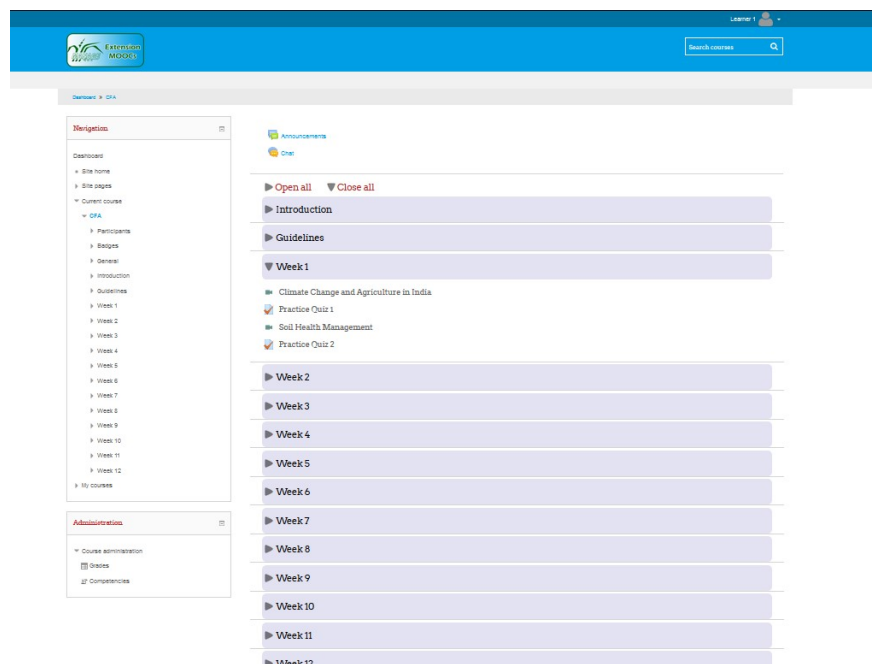 Learner 1
Extension
MOOCs
Search courses
Dashboard > CFA
Navigation
Dashboard
Site home
Site pages
Current course
CFA
Participants
Badges
General
Introduction
Guidelines
Week 1
Week 2
Week 3
Week 4
Week 5
Week 6
Week 7
Week 8
Week 9
Week 10
Week 11
Week 12
My courses
Administration
Course administration
Grades
Competencies
Announcements
Chat
Open all Close all
Introduction
Guidelines
Week 1
Climate Change and Agriculture in India
Practice Quiz 1
Soil Health Management
Practice Quiz 2
Week 2
Week 3
Week 4
Week 5
Week 6
Week 7
Week 8
Week 9
Week 10
Week 11
Week 12